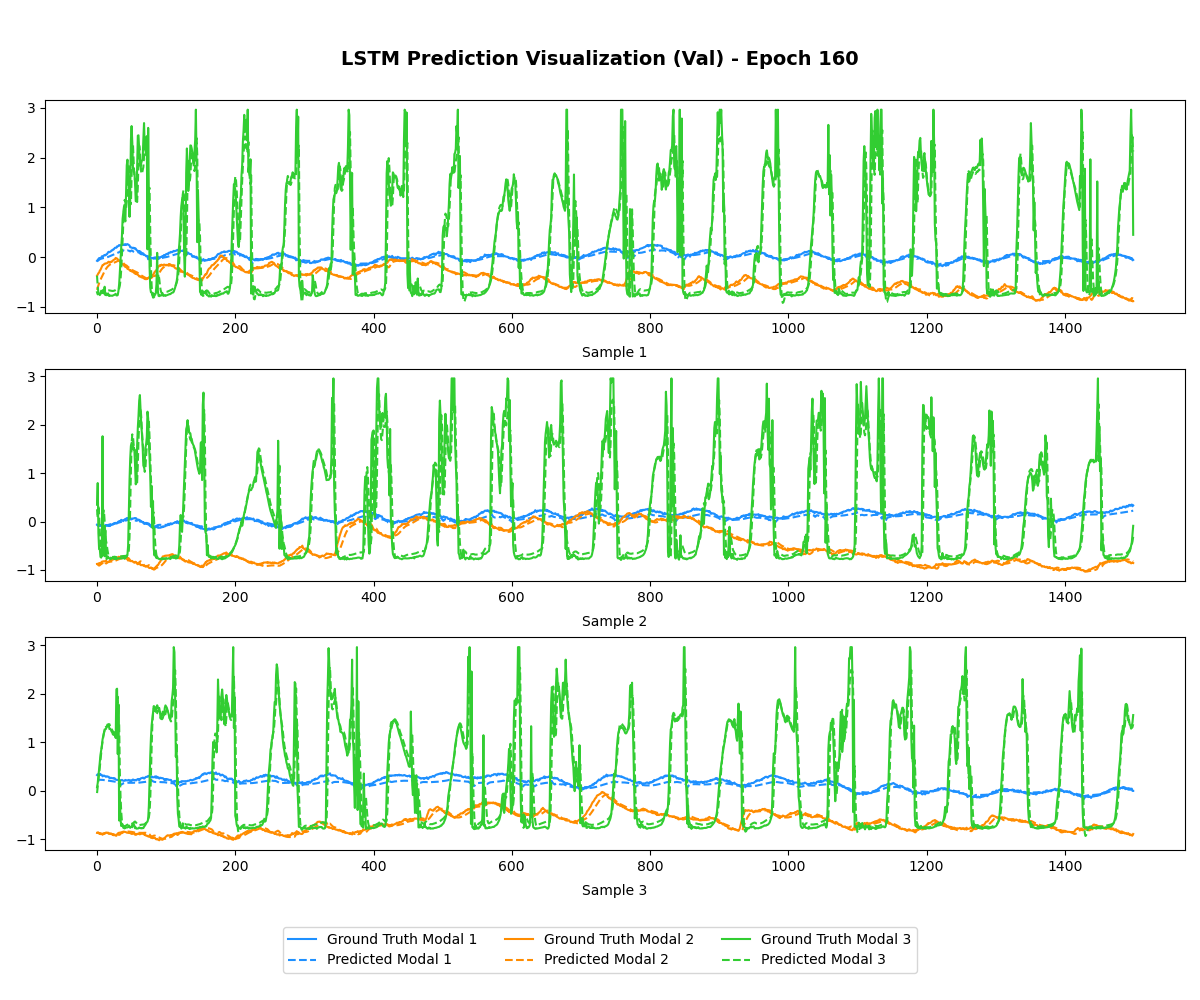 LSTM Prediction Visualization (Val) - Epoch 160
3
2
1
0
−1
0 200 400 600 800 1000 1200 1400
Sample 1
3
2
1
0
−1
0 200 400 600 800 1000 1200 1400
Sample 2
3
2
1
0
−1
0 200 400 600 800 1000 1200 1400
Sample 3
Ground Truth Modal 1 Ground Truth Modal 2 Ground Truth Modal 3
Predicted Modal 1 Predicted Modal 2 Predicted Modal 3